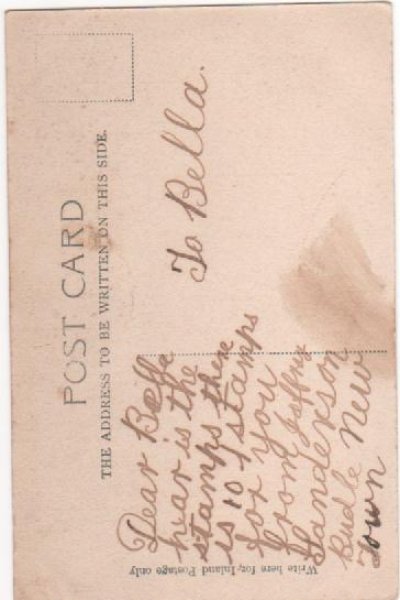 POST CARD
THE ADDRESS TO BE WRITTEN ON THIS SIDE.
Write here for Inland Postage only
Dear Bella
hear is the
stamps there
is 10 stamps
for you
from Jeffrey
Sanderson
Budle New
Town
To Bella.